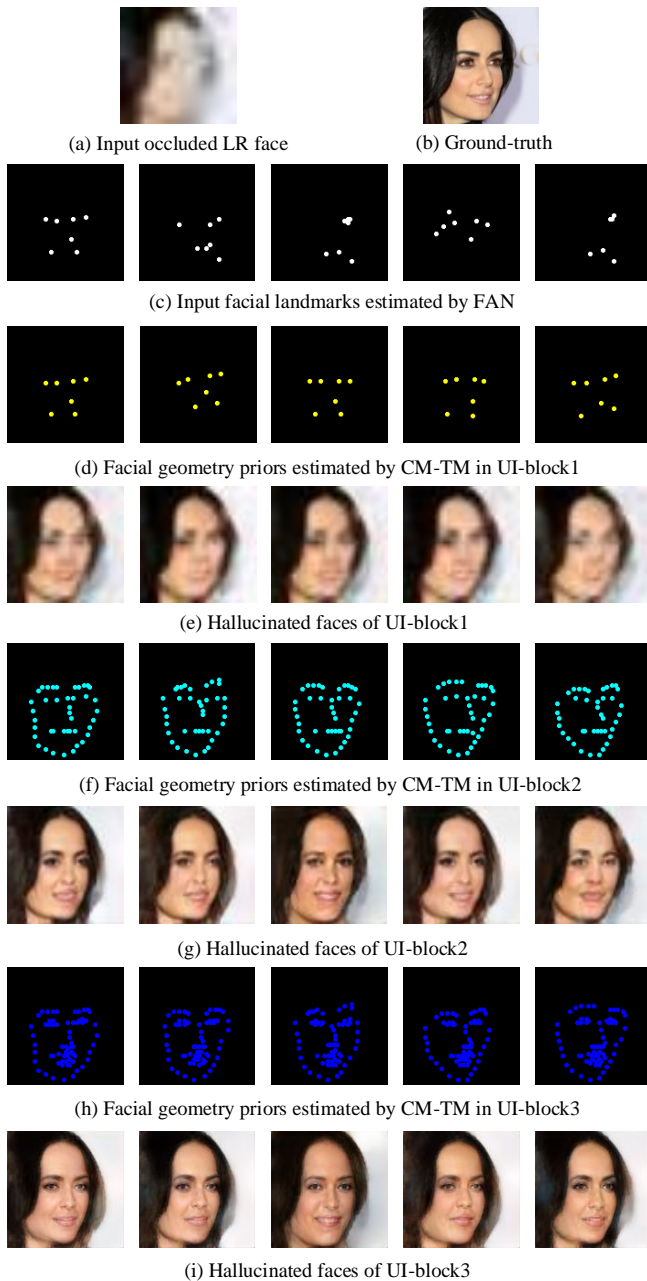 (a) Input occluded LR face
(b) Ground-truth
(c) Input facial landmarks estimated by FAN
(d) Facial geometry priors estimated by CM-TM in UI-block1
(e) Hallucinated faces of UI-block1
(f) Facial geometry priors estimated by CM-TM in UI-block2
(g) Hallucinated faces of UI-block2
(h) Facial geometry priors estimated by CM-TM in UI-block3
(i) Hallucinated faces of UI-block3